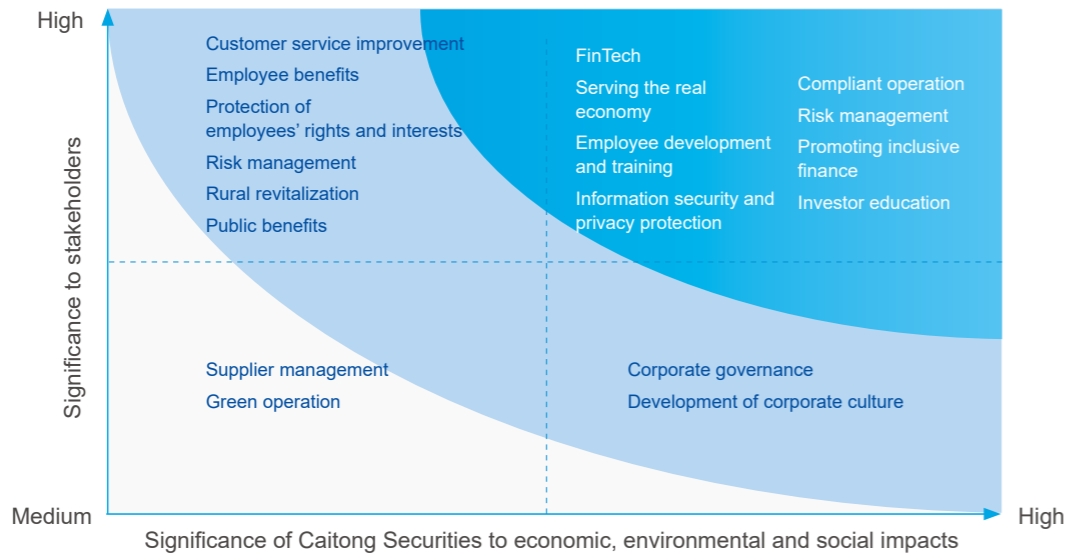 High
Significance to stakeholders
Customer service improvement
Employee benefits
Protection of
employees' rights and interests
Risk management
Rural revitalization
Public benefits
FinTech
Serving the real
economy
Employee development
and training
Information security and
privacy protection
Compliant operation
Risk management
Promoting inclusive
finance
Investor education
Supplier management
Green operation
Corporate governance
Development of corporate culture
Medium
High
Significance of Caitong Securities to economic, environmental and social impacts